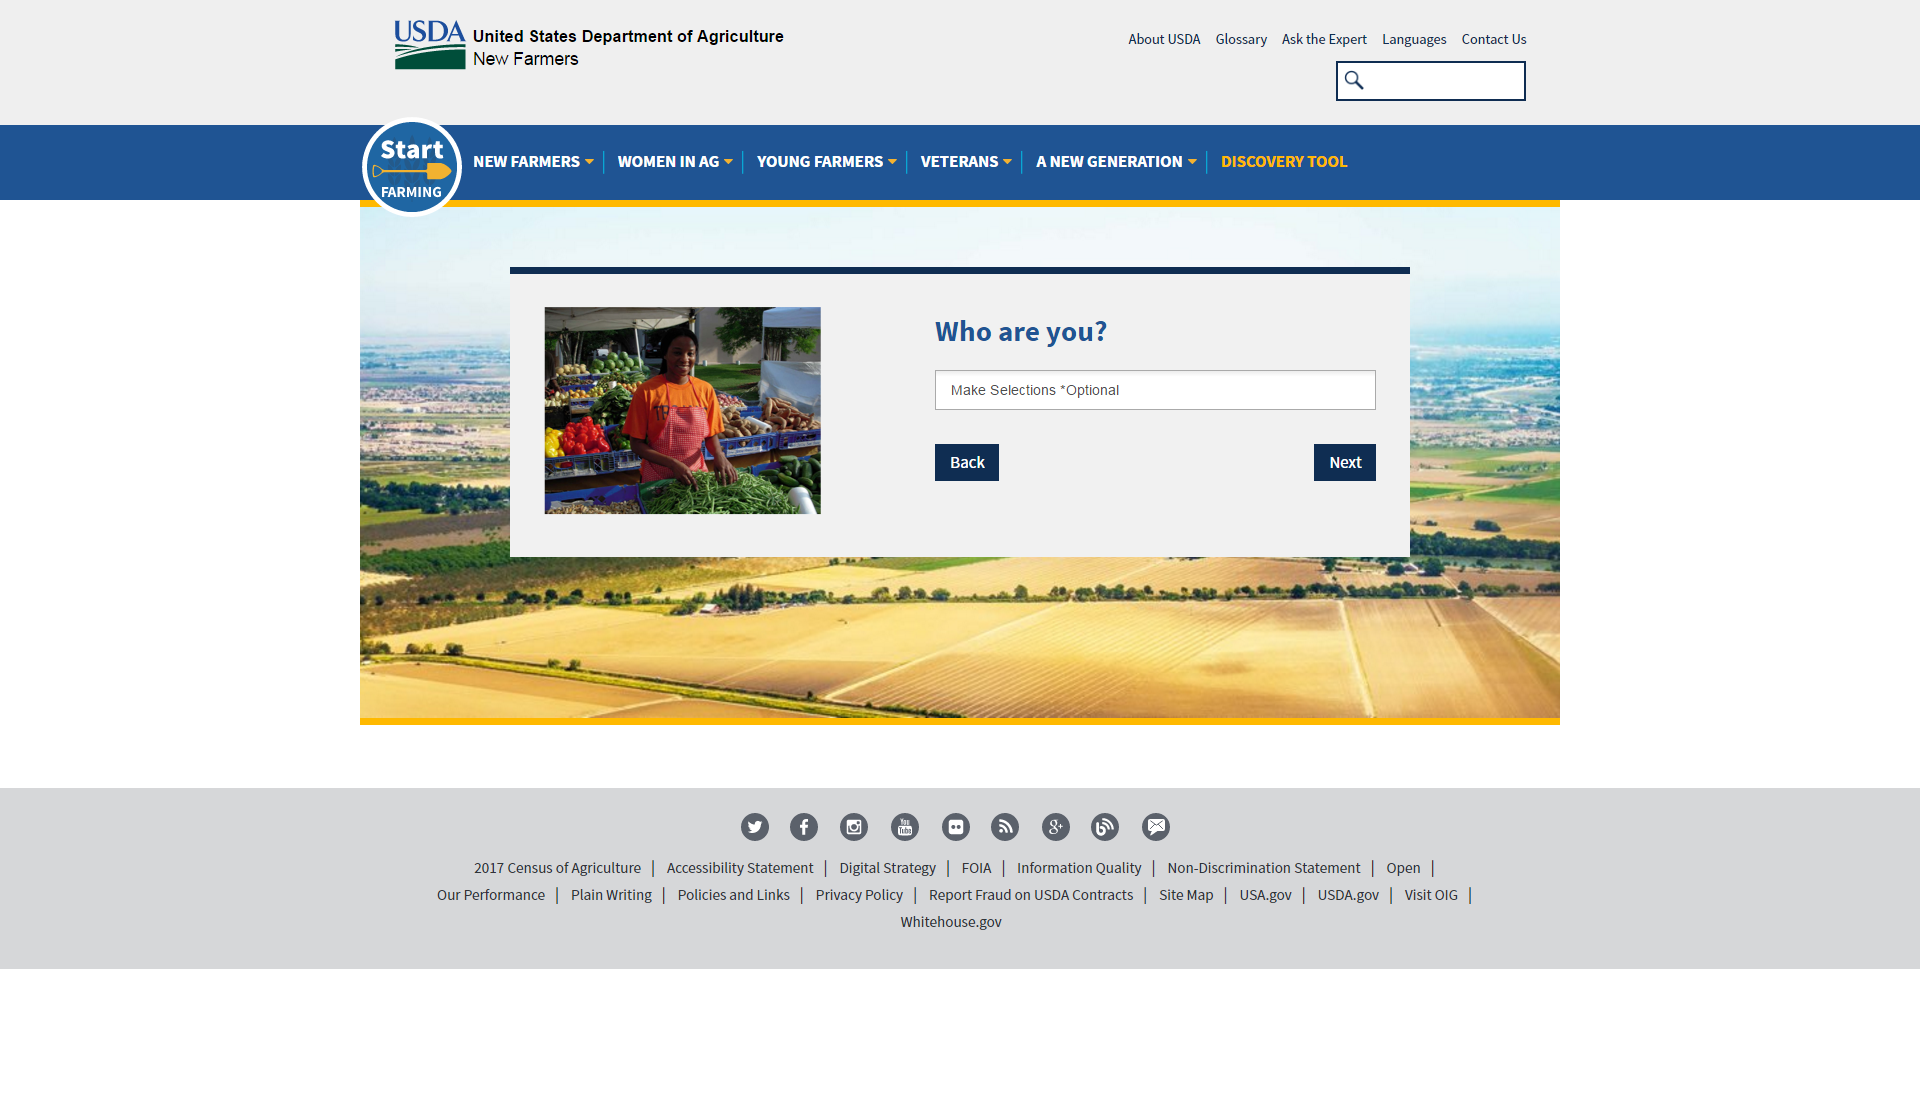 USDA United States Department of Agriculture
New Farmers
About USDA Glossary Ask the Expert Languages Contact Us
Start
FARMING
NEW FARMERS WOMEN IN AG YOUNG FARMERS VETERANS A NEW GENERATION DISCOVERY TOOL
Who are you?
Make Selections *Optional
Back Next
2017 Census of Agriculture | Accessibility Statement | Digital Strategy | FOIA | Information Quality | Non-Discrimination Statement | Open |
Our Performance | Plain Writing | Policies and Links | Privacy Policy | Report Fraud on USDA Contracts | Site Map | USA.gov | USDA.gov | Visit OIG |
Whitehouse.gov